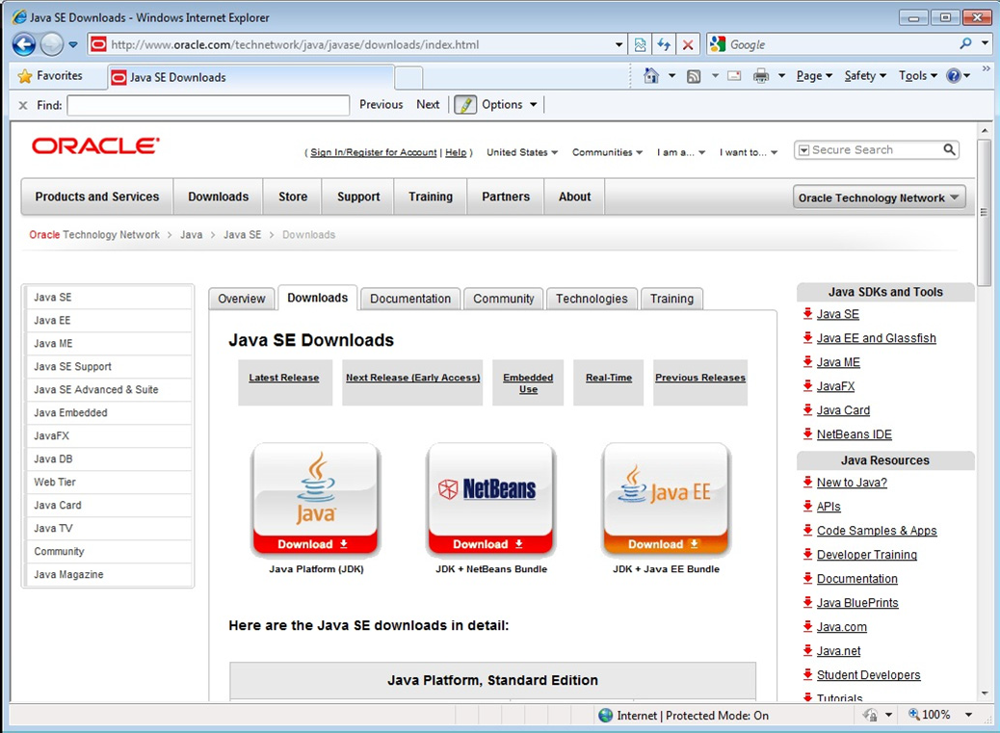 Java SE Downloads - Windows Internet Explorer
http://www.oracle.com/technetwork/java/javase/downloads/index.html
Google
Favorites
Java SE Downloads
Page
Safety
Tools
Find:
Previous
Next
Options
ORACLE
( Sign In/Register for Account | Help )
United States
Communities
I am a...
I want to...
Secure Search
Products and Services
Downloads
Store
Support
Training
Partners
About
Oracle Technology Network
Oracle Technology Network > Java > Java SE > Downloads
Java SE
Java EE
Java ME
Java SE Support
Java SE Advanced & Suite
Java Embedded
JavaFX
Java DB
Web Tier
Java Card
Java TV
Community
Java Magazine
Overview
Downloads
Documentation
Community
Technologies
Training
Java SE Downloads
Latest Release
Next Release (Early Access)
Embedded
Use
Real-Time
Previous Releases
Java
Download
Java Platform (JDK)
NetBeans
Download
JDK + NetBeans Bundle
Java EE
Download
JDK + Java EE Bundle
Here are the Java SE downloads in detail:
Java Platform, Standard Edition
Java SDKs and Tools
Java SE
Java EE and Glassfish
Java ME
JavaFX
Java Card
NetBeans IDE
Java Resources
New to Java?
APIs
Code Samples & Apps
Developer Training
Documentation
Java BluePrints
Java.com
Java.net
Student Developers
Tutorials
Internet | Protected Mode: On
100%